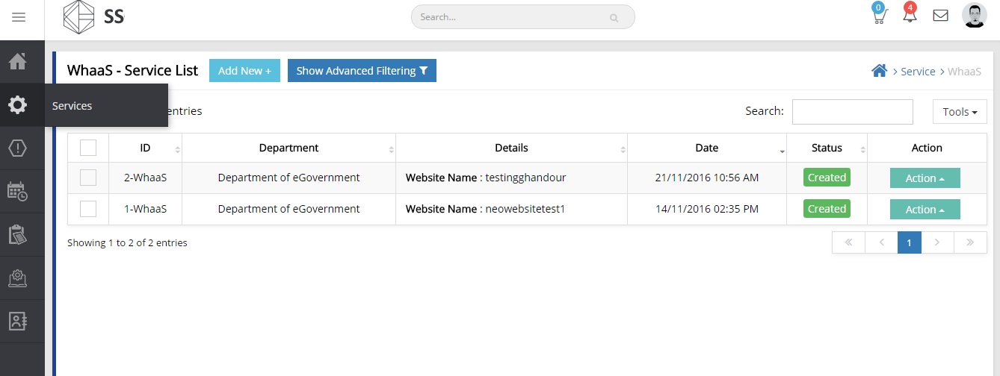 SS
Search...
0
4
WhaaS - Service List
Add New +
Show Advanced Filtering
> Service > WhaaS
Services
entries
Search:
Tools
ID Department Details Date Status Action
2-WhaaS Department of eGovernment Website Name : testingghandour 21/11/2016 10:56 AM Created Action
1-WhaaS Department of eGovernment Website Name : neowebsitetest1 14/11/2016 02:35 PM Created Action
Showing 1 to 2 of 2 entries
« < 1 > »